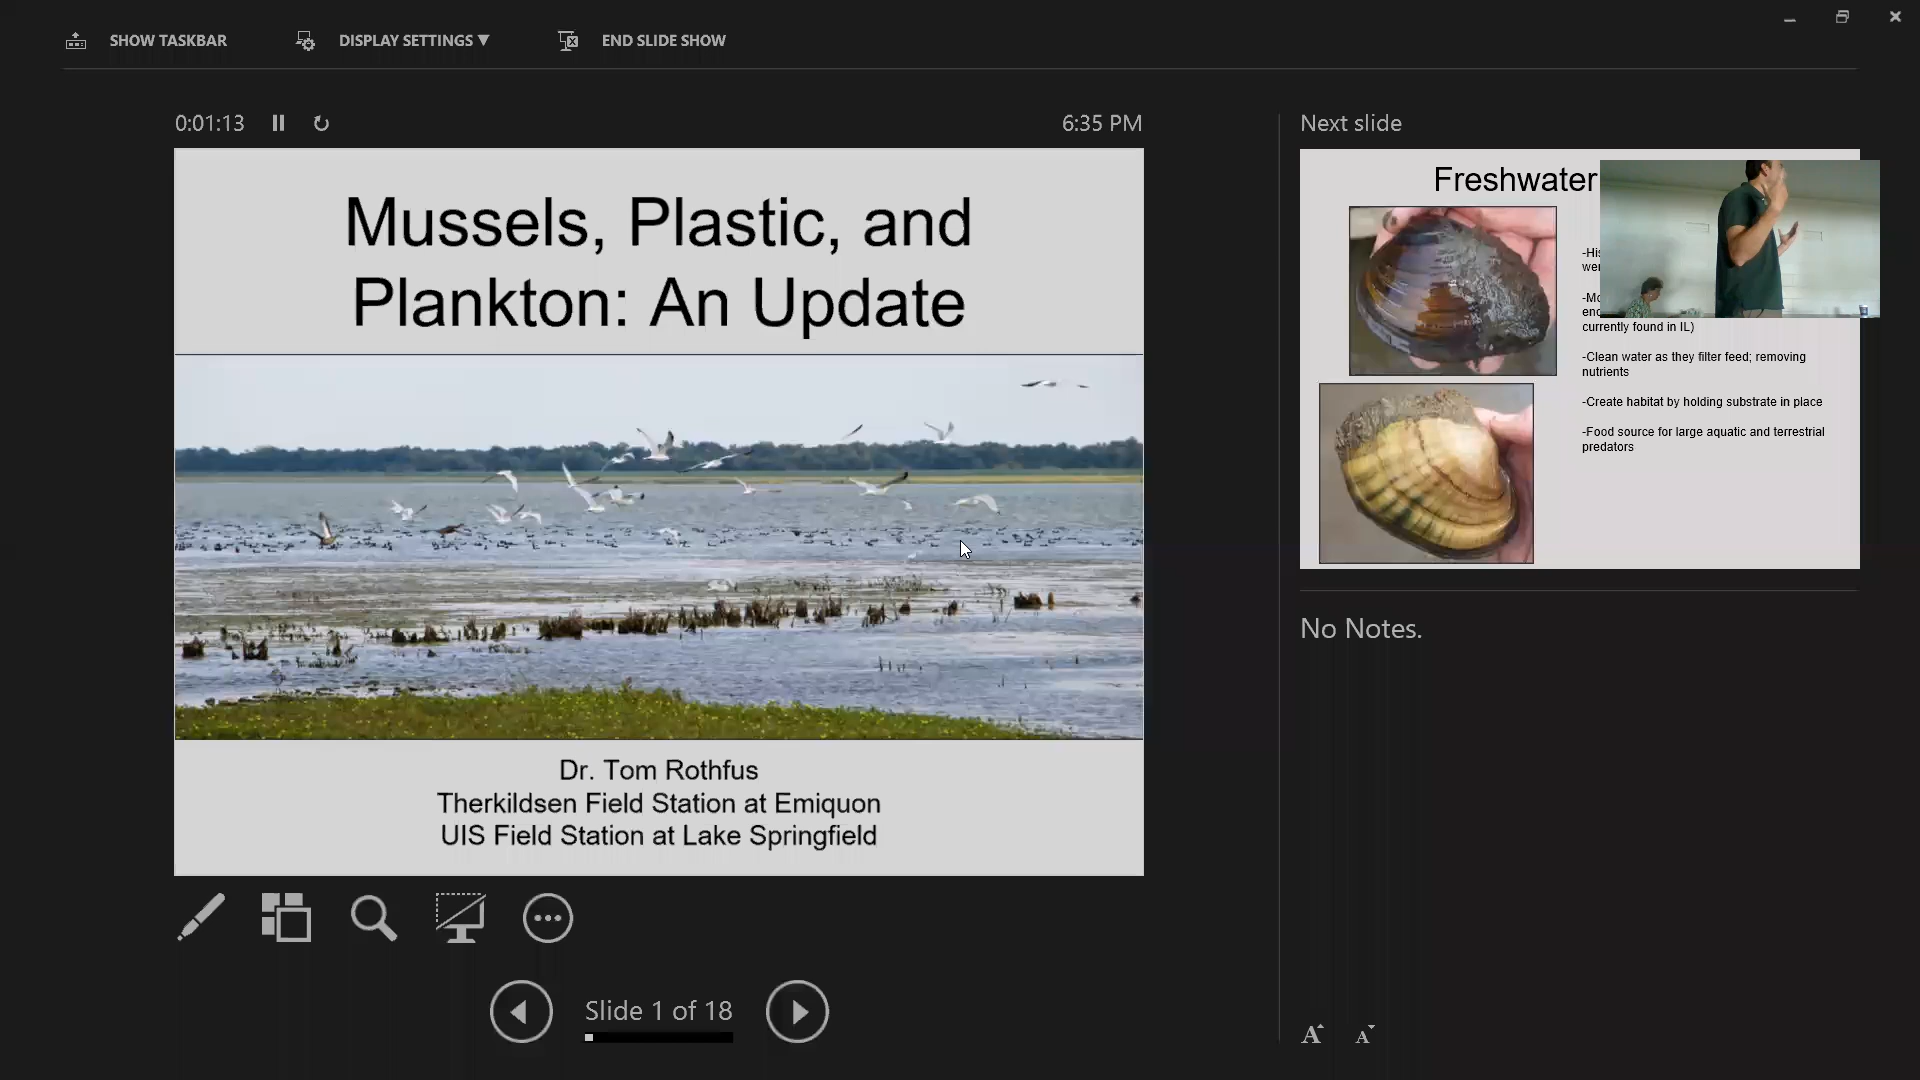 SHOW TASKBAR
DISPLAY SETTINGS ▼
END SLIDE SHOW
0:01:13
6:35 PM
Mussels, Plastic, and
Plankton: An Update
Dr. Tom Rothfus
Therkildsen Field Station at Emiquon
UIS Field Station at Lake Springfield
Slide 1 of 18
Next slide
Freshwater
currently found in IL)
-Clean water as they filter feed; removing
nutrients
-Create habitat by holding substrate in place
-Food source for large aquatic and terrestrial
predators
No Notes.
A A